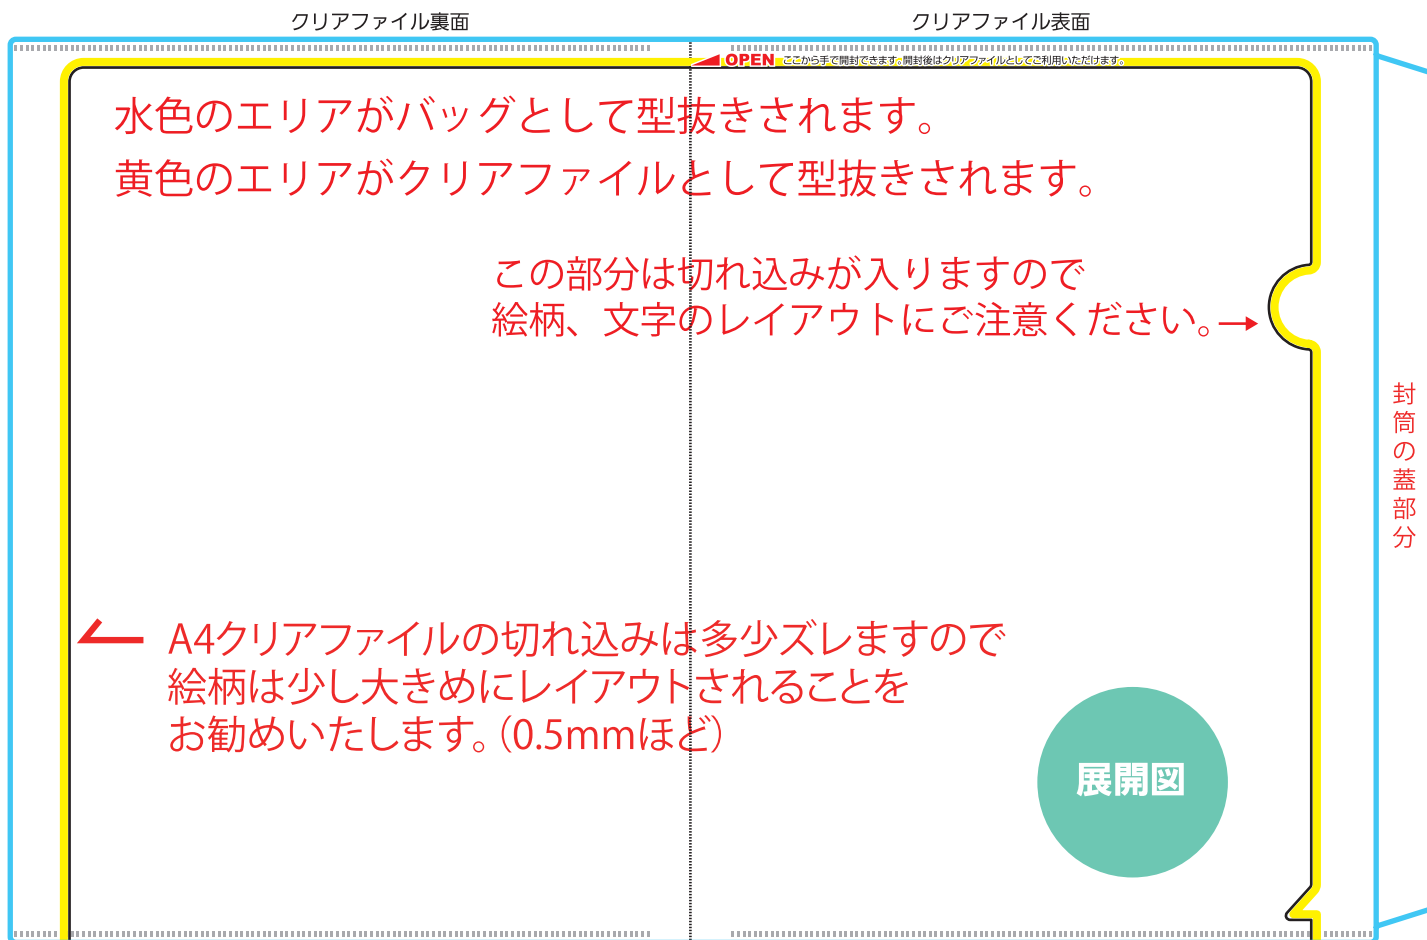 クリアファイル裏面
クリアファイル表面
OPEN ここから手で開封できます。開封後はクリアファイルとしてご利用いただけます。
水色のエリアがバッグとして型抜きされます。
黄色のエリアがクリアファイルとして型抜きされます。
この部分は切れ込みが入りますので
絵柄、文字のレイアウトにご注意ください。→
封筒の蓋部分
A4クリアファイルの切れ込みは多少ズレますので
絵柄は少し大きめにレイアウトされることを
お勧めいたします。（0.5mmほど）
展開図